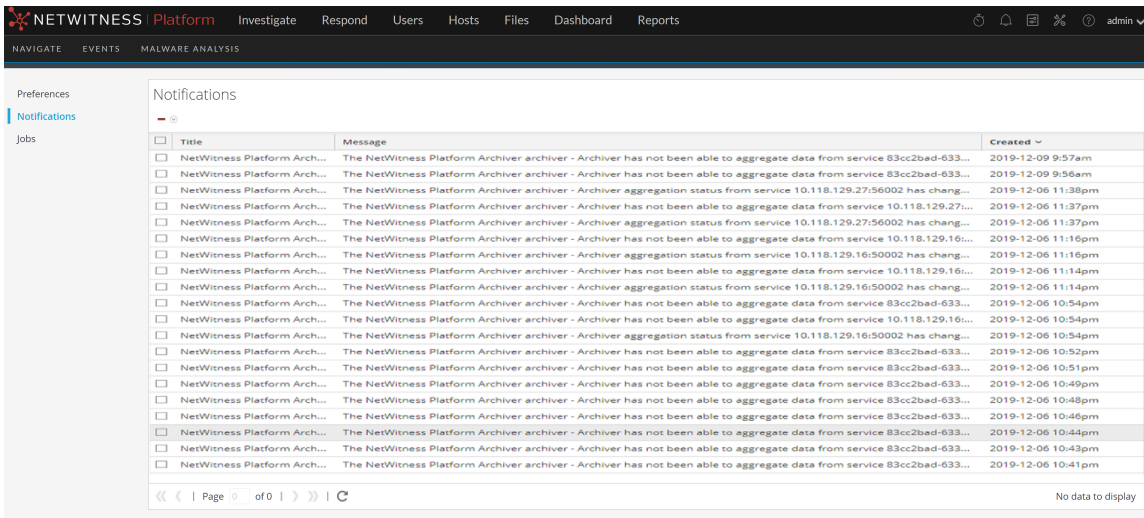 NETWITNESS | Platform Investigate Respond Users Hosts Files Dashboard Reports admin
NAVIGATE EVENTS MALWARE ANALYSIS
Preferences
Notifications
Jobs
Notifications
Title Message Created
NetWitness Platform Arch... The NetWitness Platform Archiver archiver - Archiver has not been able to aggregate data from service 83cc2bad-633... 2019-12-09 9:57am
NetWitness Platform Arch... The NetWitness Platform Archiver archiver - Archiver has not been able to aggregate data from service 83cc2bad-633... 2019-12-09 9:56am
NetWitness Platform Arch... The NetWitness Platform Archiver archiver - Archiver aggregation status from service 10.118.129.27:56002 has chang... 2019-12-06 11:38pm
NetWitness Platform Arch... The NetWitness Platform Archiver archiver - Archiver has not been able to aggregate data from service 10.118.129.27:... 2019-12-06 11:37pm
NetWitness Platform Arch... The NetWitness Platform Archiver archiver - Archiver aggregation status from service 10.118.129.27:56002 has chang... 2019-12-06 11:37pm
NetWitness Platform Arch... The NetWitness Platform Archiver archiver - Archiver has not been able to aggregate data from service 10.118.129.16:... 2019-12-06 11:16pm
NetWitness Platform Arch... The NetWitness Platform Archiver archiver - Archiver aggregation status from service 10.118.129.16:50002 has chang... 2019-12-06 11:16pm
NetWitness Platform Arch... The NetWitness Platform Archiver archiver - Archiver has not been able to aggregate data from service 10.118.129.16:... 2019-12-06 11:14pm
NetWitness Platform Arch... The NetWitness Platform Archiver archiver - Archiver aggregation status from service 10.118.129.16:50002 has chang... 2019-12-06 11:14pm
NetWitness Platform Arch... The NetWitness Platform Archiver archiver - Archiver has not been able to aggregate data from service 83cc2bad-633... 2019-12-06 10:54pm
NetWitness Platform Arch... The NetWitness Platform Archiver archiver - Archiver has not been able to aggregate data from service 10.118.129.16:... 2019-12-06 10:54pm
NetWitness Platform Arch... The NetWitness Platform Archiver archiver - Archiver aggregation status from service 10.118.129.16:50002 has chang... 2019-12-06 10:54pm
NetWitness Platform Arch... The NetWitness Platform Archiver archiver - Archiver has not been able to aggregate data from service 83cc2bad-633... 2019-12-06 10:52pm
NetWitness Platform Arch... The NetWitness Platform Archiver archiver - Archiver has not been able to aggregate data from service 83cc2bad-633... 2019-12-06 10:51pm
NetWitness Platform Arch... The NetWitness Platform Archiver archiver - Archiver has not been able to aggregate data from service 83cc2bad-633... 2019-12-06 10:49pm
NetWitness Platform Arch... The NetWitness Platform Archiver archiver - Archiver has not been able to aggregate data from service 83cc2bad-633... 2019-12-06 10:48pm
NetWitness Platform Arch... The NetWitness Platform Archiver archiver - Archiver has not been able to aggregate data from service 83cc2bad-633... 2019-12-06 10:46pm
NetWitness Platform Arch... The NetWitness Platform Archiver archiver - Archiver has not been able to aggregate data from service 83cc2bad-633... 2019-12-06 10:44pm
NetWitness Platform Arch... The NetWitness Platform Archiver archiver - Archiver has not been able to aggregate data from service 83cc2bad-633... 2019-12-06 10:43pm
NetWitness Platform Arch... The NetWitness Platform Archiver archiver - Archiver has not been able to aggregate data from service 83cc2bad-633... 2019-12-06 10:41pm
Page 0 of 0 No data to display